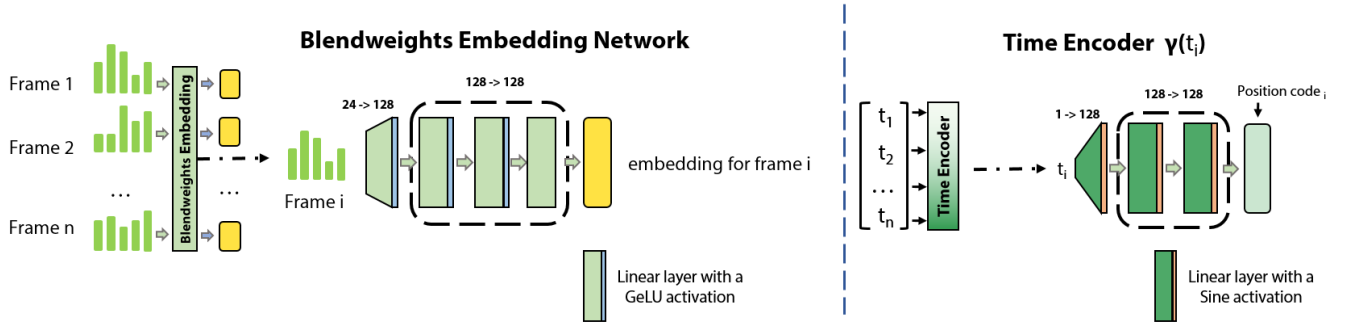 Blendweights Embedding Network
Frame 1
Frame 2
...
Frame n
Blendweights Embedding
24 -> 128
128 -> 128
Frame i
embedding for frame i
Linear layer with a
GeLU activation
Time Encoder γ(ti)
t1
t2
...
tn
Time Encoder
ti
1 -> 128
128 -> 128
Position code i
Linear layer with a
Sine activation